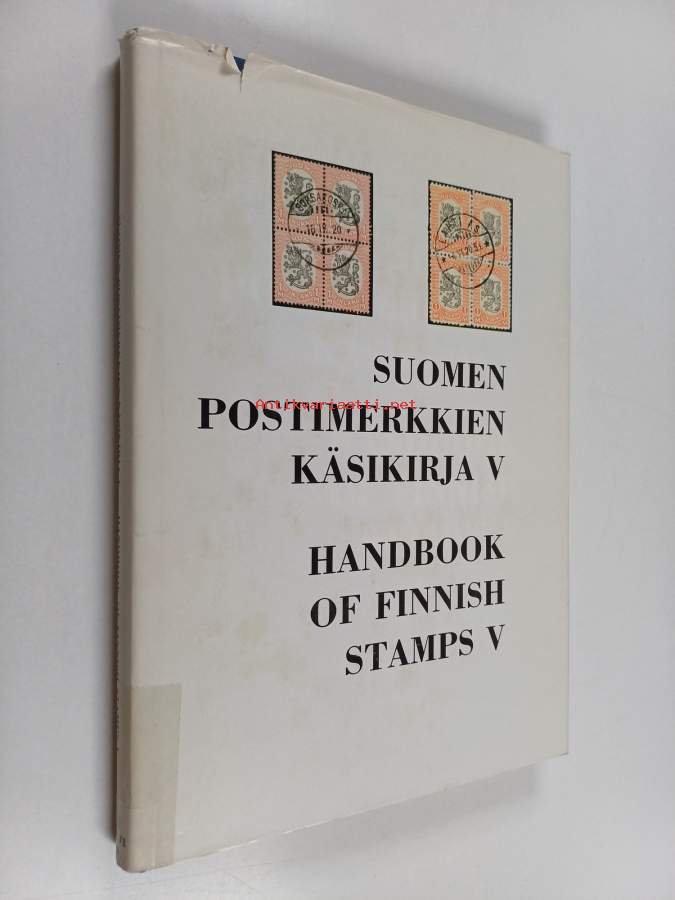 SUOMEN
POSTIMERKKIEN
KÄSIKIRJA V
Antikvariaatti.net
HANDBOOK
OF FINNISH
STAMPS V